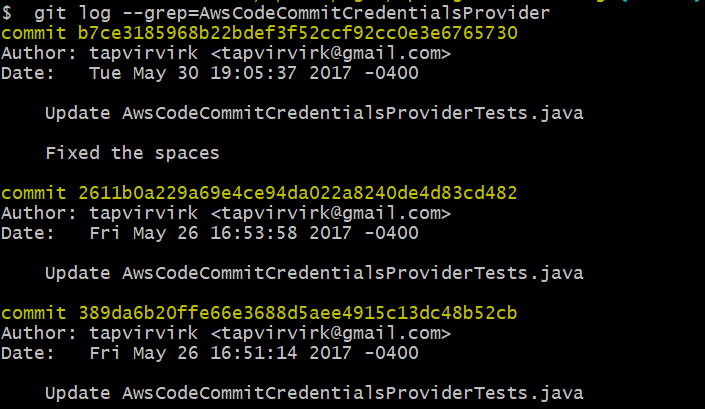 $  git log --grep=AwsCodeCommitCredentialsProvider
commit b7ce3185968b22bdef3f52ccf92cc0e3e6765730
Author: tapvirvirk <tapvirvirk@gmail.com>
Date:   Tue May 30 19:05:37 2017 -0400

    Update AwsCodeCommitCredentialsProviderTests.java

    Fixed the spaces

commit 2611b0a229a69e4ce94da022a8240de4d83cd482
Author: tapvirvirk <tapvirvirk@gmail.com>
Date:   Fri May 26 16:53:58 2017 -0400

    Update AwsCodeCommitCredentialsProviderTests.java

commit 389da6b20ffe66e3688d5aee4915c13dc48b52cb
Author: tapvirvirk <tapvirvirk@gmail.com>
Date:   Fri May 26 16:51:14 2017 -0400

    Update AwsCodeCommitCredentialsProviderTests.java